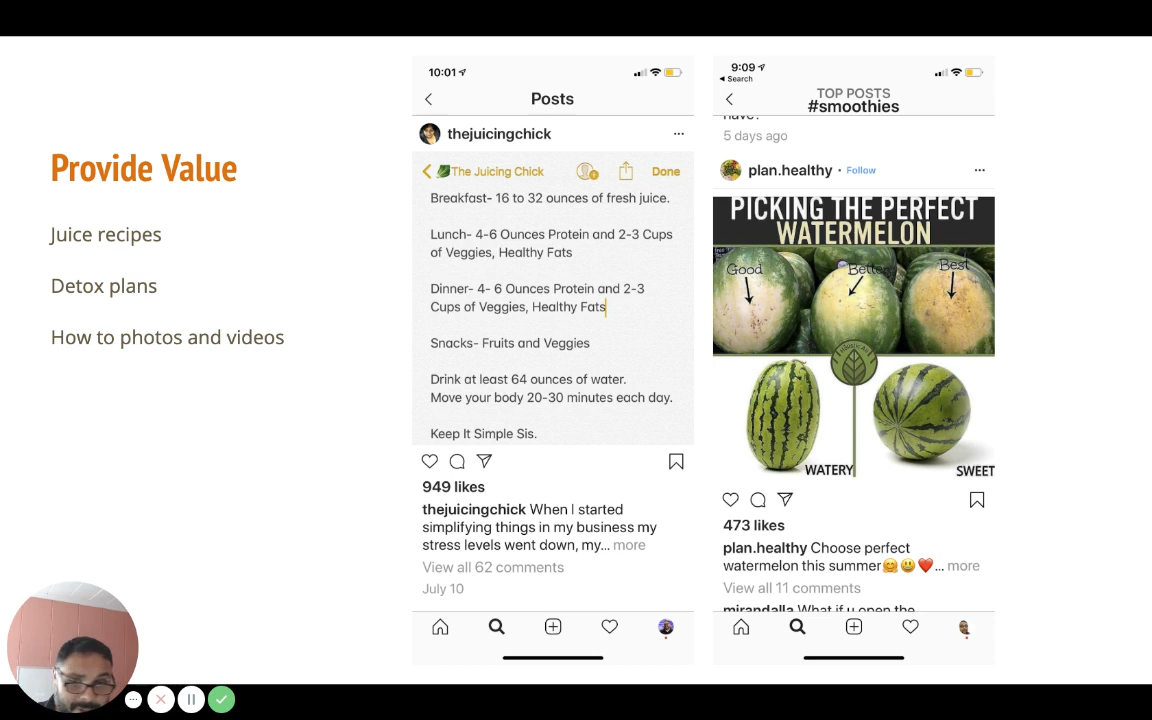 Provide Value
Juice recipes
Detox plans
How to photos and videos
10:01
Posts
thejuicingchick
The Juicing Chick
Done
Breakfast- 16 to 32 ounces of fresh juice.
Lunch- 4-6 Ounces Protein and 2-3 Cups
of Veggies, Healthy Fats
Dinner- 4- 6 Ounces Protein and 2-3
Cups of Veggies, Healthy Fats
Snacks- Fruits and Veggies
Drink at least 64 ounces of water.
Move your body 20-30 minutes each day.
Keep It Simple Sis.
949 likes
thejuicingchick When I started
simplifying things in my business my
stress levels went down, my... more
View all 62 comments
July 10
9:09
Search
TOP POSTS
#smoothies
have?
5 days ago
plan.healthy • Follow
PICKING THE PERFECT
WATERMELON
Good
Better
Best
WATERY
SWEET
473 likes
plan.healthy Choose perfect
watermelon this summer🤗😃❤️... more
View all 11 comments
mirandalla What if u open the